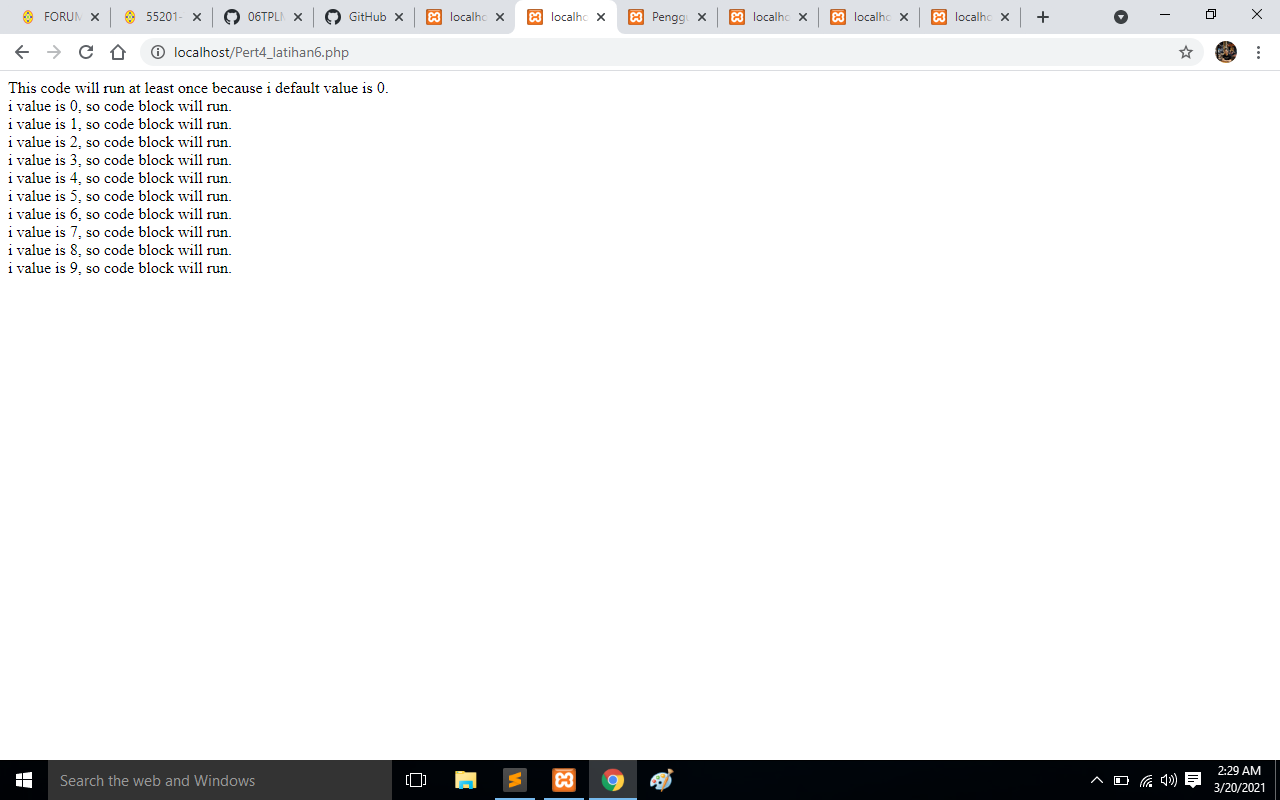 FORUM
55201-
06TPLM
GitHub
localho
localho
Penggu
localho
localho
localho
localhost/Pert4_latihan6.php
This code will run at least once because i default value is 0.
i value is 0, so code block will run.
i value is 1, so code block will run.
i value is 2, so code block will run.
i value is 3, so code block will run.
i value is 4, so code block will run.
i value is 5, so code block will run.
i value is 6, so code block will run.
i value is 7, so code block will run.
i value is 8, so code block will run.
i value is 9, so code block will run.
Search the web and Windows
2:29 AM
3/20/2021